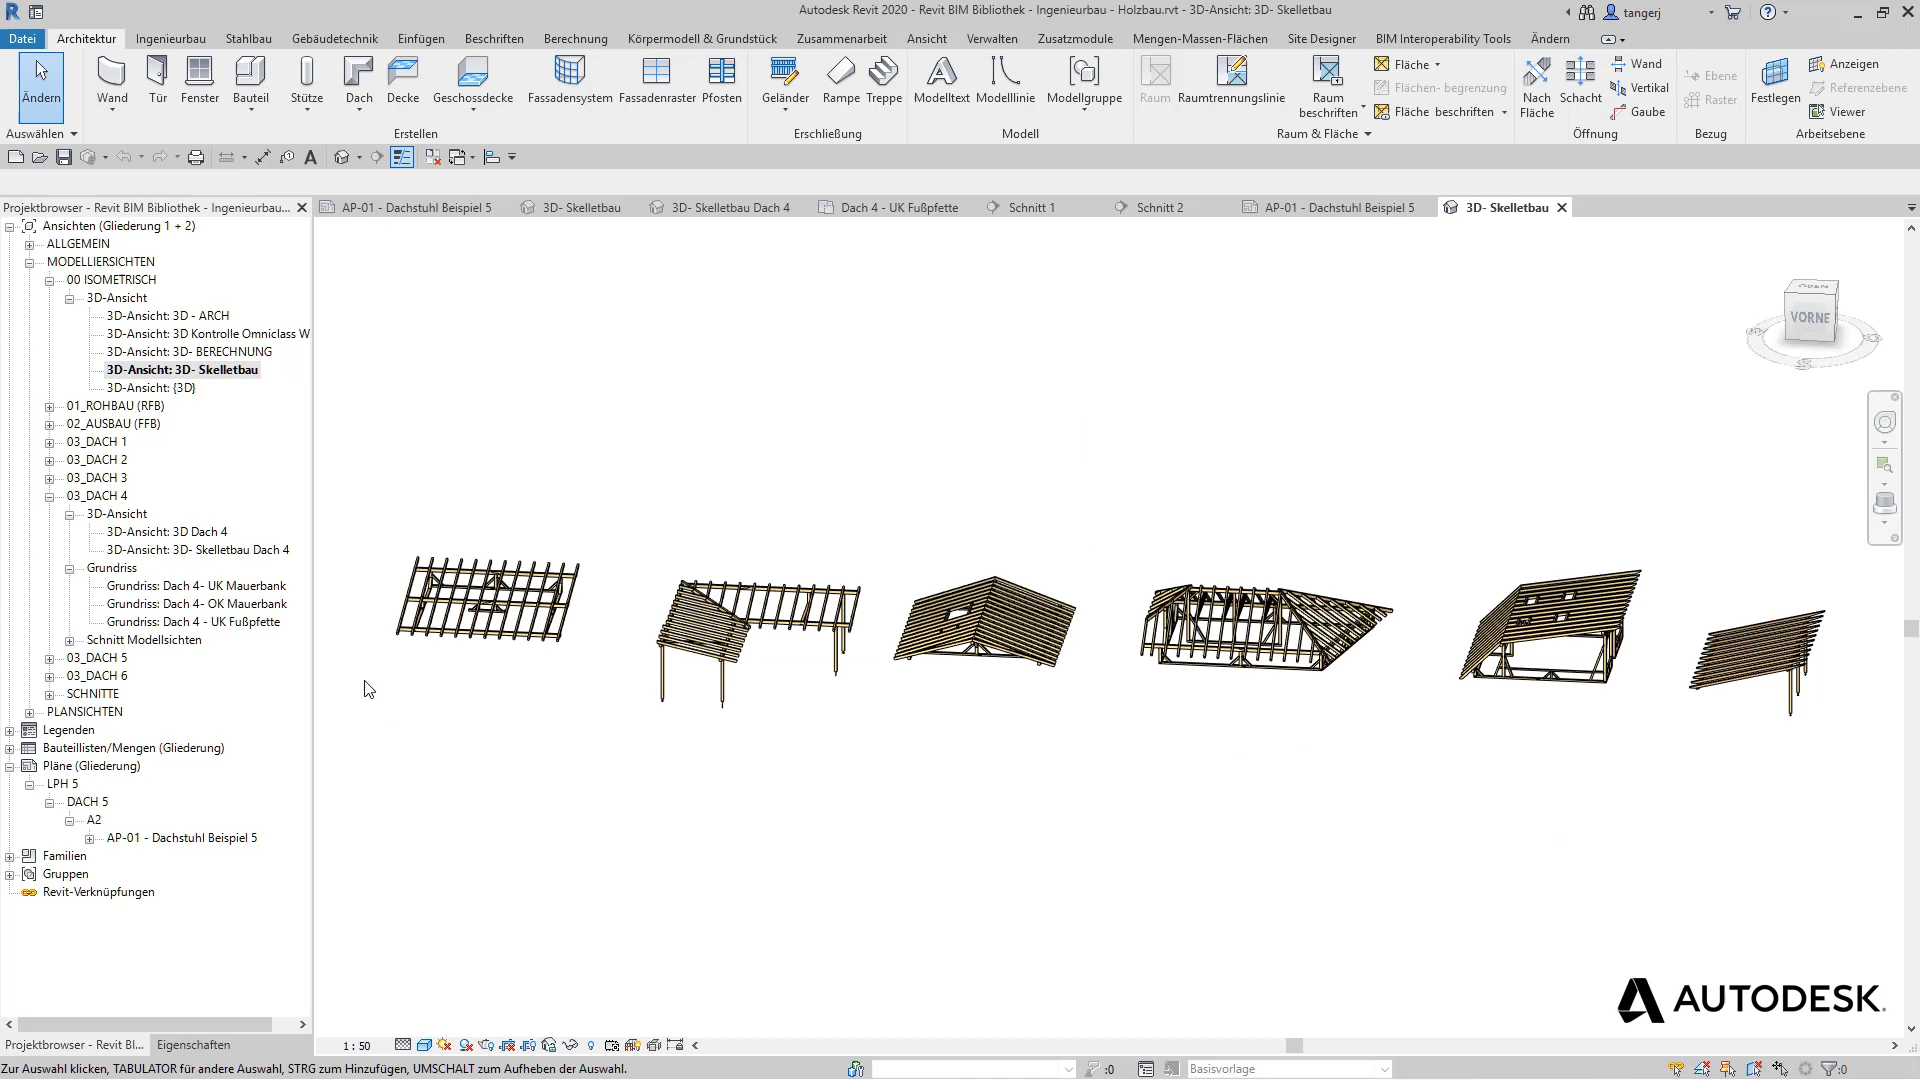 Autodesk Revit 2020 - Revit BIM Bibliothek - Ingenieurbau - Holzbau.rvt - 3D-Ansicht: 3D- Skelletbau
tangerj
Datei Architektur Ingenieurbau Stahlbau Gebäudetechnik Einfügen Beschriften Berechnung Körpermodell & Grundstück Zusammenarbeit Ansicht Verwalten Zusatzmodule Mengen-Massen-Flächen Site Designer BIM Interoperability Tools Ändern
Ändern Wand Tür Fenster Bauteil Stütze Dach Decke Geschossdecke Fassadensystem Fassadenraster Pfosten Geländer Rampe Treppe Modelltext Modelllinie Modellgruppe Raum Raumtrennungslinie Raum beschriften
Fläche
Flächen- begrenzung
Fläche beschriften
Nach Fläche Schacht
Wand
Vertikal
Gaube
Ebene
Raster
Festlegen
Anzeigen
Referenzebene
Viewer
Auswählen Erstellen Erschließung Modell Raum & Fläche Öffnung Bezug Arbeitsebene
Projektbrowser - Revit BIM Bibliothek - Ingenieurbau...
AP-01 - Dachstuhl Beispiel 5 3D- Skelletbau 3D- Skelletbau Dach 4 Dach 4 - UK Fußpfette Schnitt 1 Schnitt 2 AP-01 - Dachstuhl Beispiel 5 3D- Skelletbau
Ansichten (Gliederung 1 + 2)
ALLGEMEIN
MODELLIERSICHTEN
00 ISOMETRISCH
3D-Ansicht
3D-Ansicht: 3D - ARCH
3D-Ansicht: 3D Kontrolle Omniclass W
3D-Ansicht: 3D- BERECHNUNG
3D-Ansicht: 3D- Skelletbau
3D-Ansicht: {3D}
01_ROHBAU (RFB)
02_AUSBAU (FFB)
03_DACH 1
03_DACH 2
03_DACH 3
03_DACH 4
3D-Ansicht
3D-Ansicht: 3D Dach 4
3D-Ansicht: 3D- Skelletbau Dach 4
Grundriss
Grundriss: Dach 4- UK Mauerbank
Grundriss: Dach 4- OK Mauerbank
Grundriss: Dach 4 - UK Fußpfette
Schnitt Modellsichten
03_DACH 5
03_DACH 6
SCHNITTE
PLANSICHTEN
Legenden
Bauteillisten/Mengen (Gliederung)
Pläne (Gliederung)
LPH 5
DACH 5
A2
AP-01 - Dachstuhl Beispiel 5
Familien
Gruppen
Revit-Verknüpfungen
OBEN
VORNE
AUTODESK.
Projektbrowser - Revit BI... Eigenschaften
1 : 50
Zur Auswahl klicken, TABULATOR für andere Auswahl, STRG zum Hinzufügen, UMSCHALT zum Aufheben der Auswahl.
:0
Basisvorlage
:0